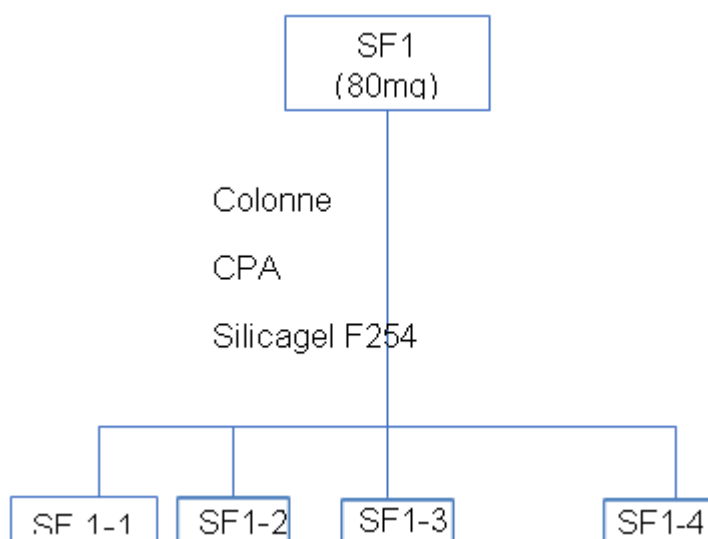 SF1
(80mg)
Colonne
CPA
Silicagel F254
SF 1-1
SF1-2
SF1-3
SF1-4